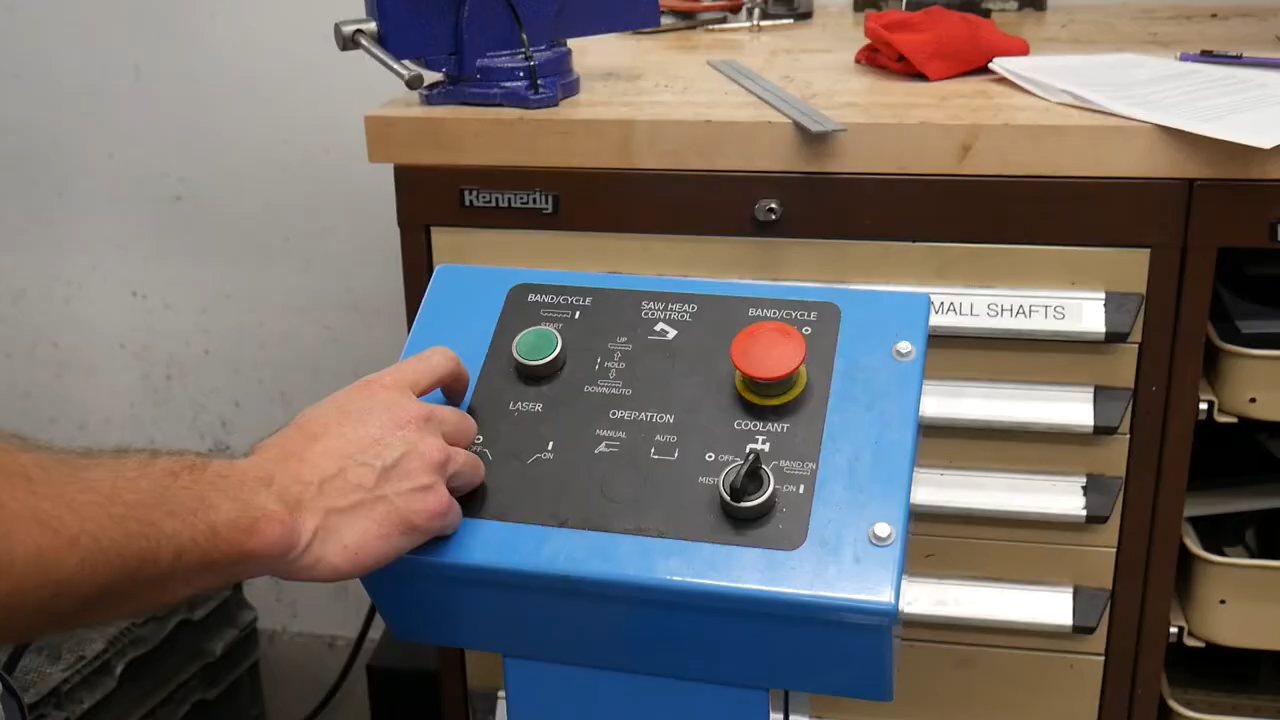 Kennedy
MALL SHAFTS
BAND/CYCLE
START
SAW HEAD
CONTROL
UP
HOLD
DOWN/AUTO
BAND/CYCLE
LASER
OFF
ON
OPERATION
MANUAL
AUTO
COOLANT
OFF
BAND ON
MIST
ON